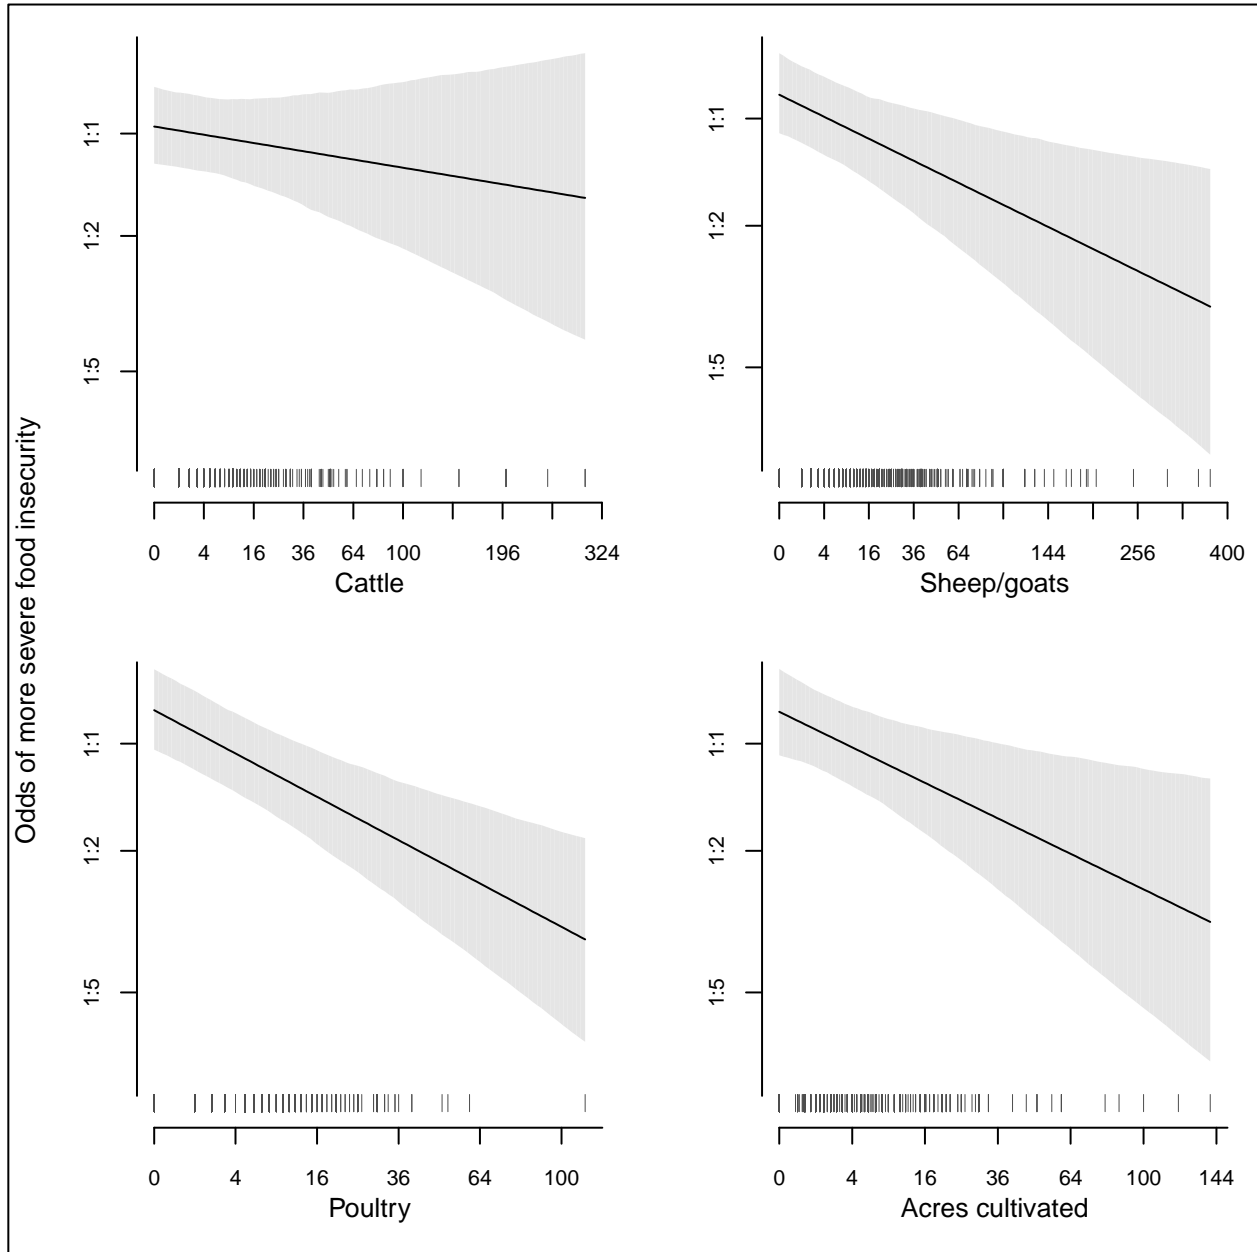 Odds of more severe food insecurity
1:1
1:2
1:5
0 4 16 36 64 100 196 324
Cattle
1:1
1:2
1:5
0 4 16 36 64 144 256 400
Sheep/goats
1:1
1:2
1:5
0 4 16 36 64 100
Poultry
1:1
1:2
1:5
0 4 16 36 64 100 144
Acres cultivated